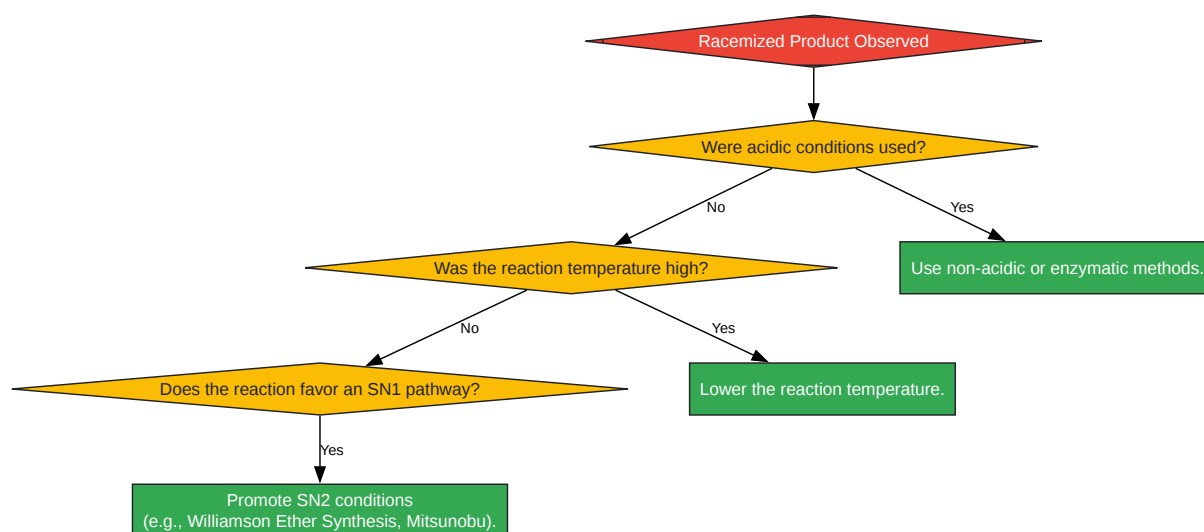 Racemized Product Observed
Were acidic conditions used?
No
Yes
Was the reaction temperature high?
Use non-acidic or enzymatic methods.
No
Yes
Does the reaction favor an SN1 pathway?
Lower the reaction temperature.
Yes
Promote SN2 conditions
(e.g., Williamson Ether Synthesis, Mitsunobu).